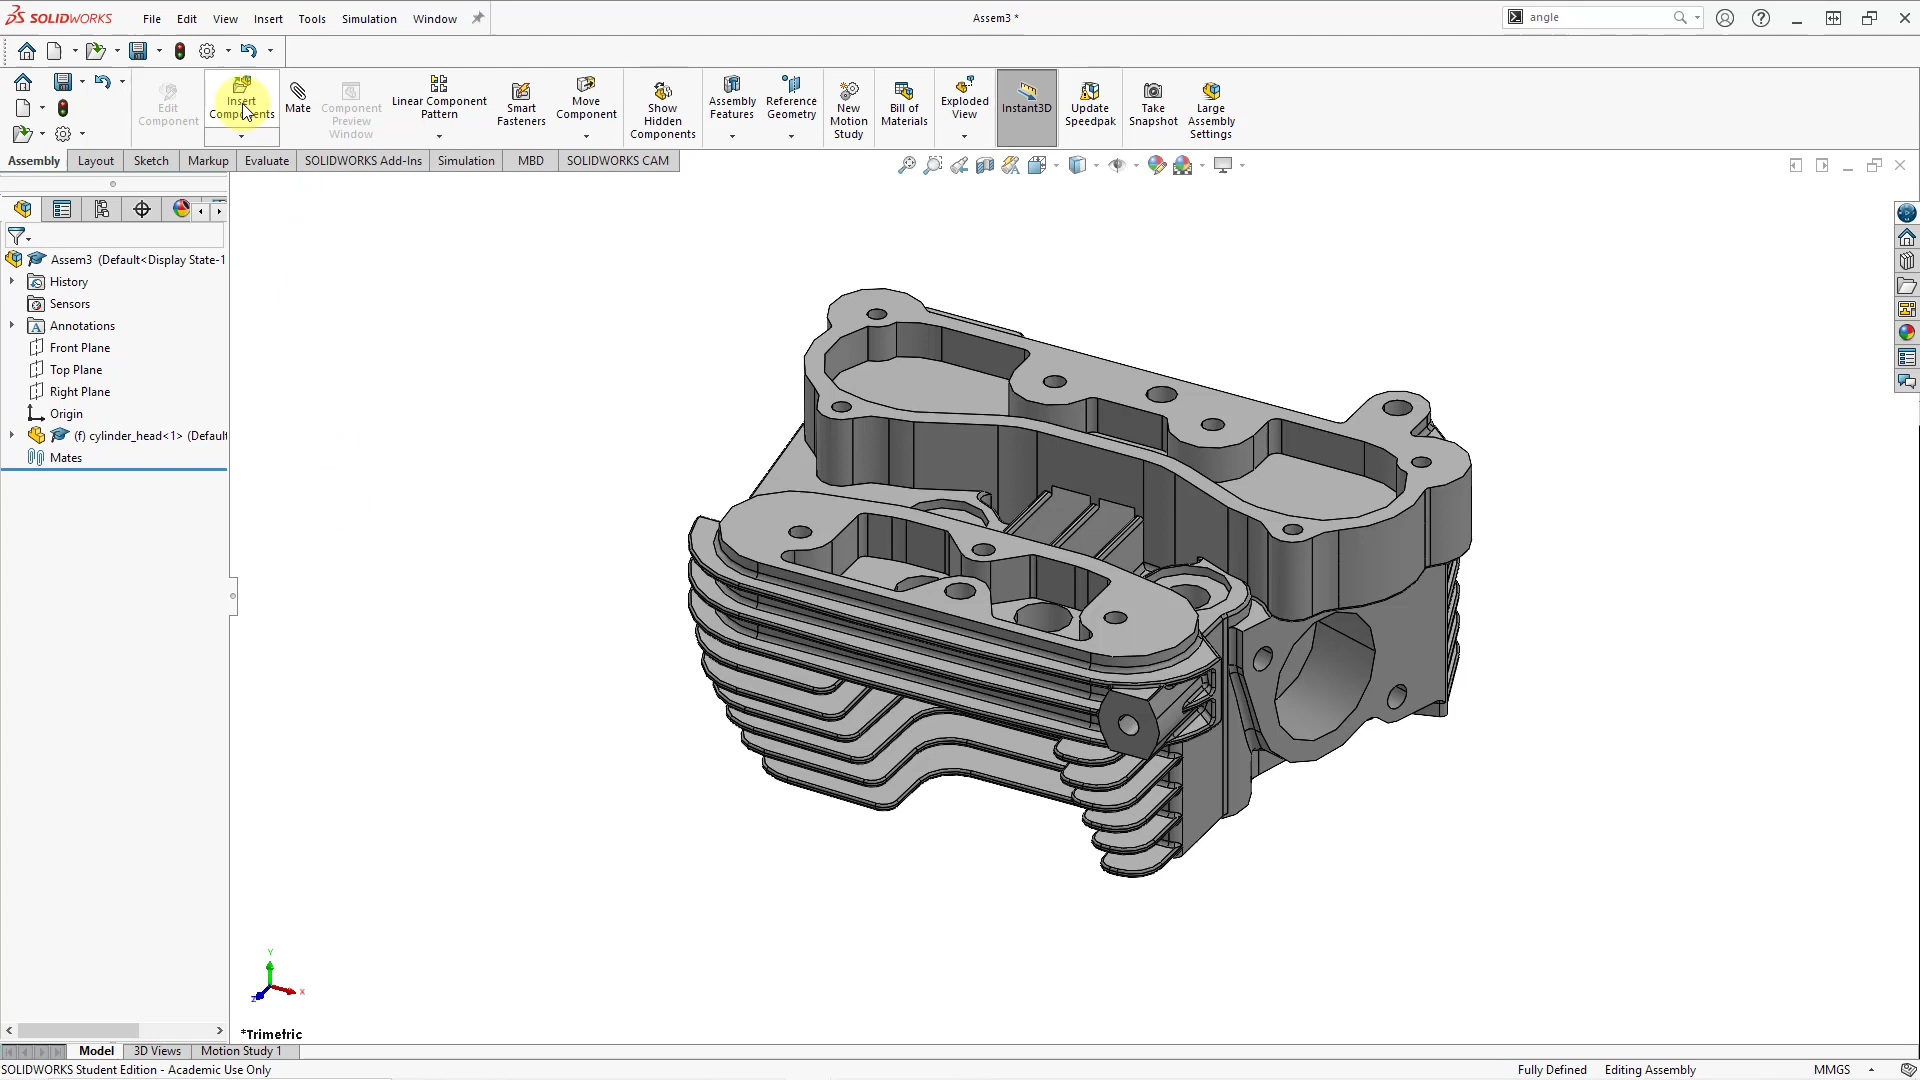 SOLIDWORKS File Edit View Insert Tools Simulation Window Assem3 * angle
Edit Component
Insert Components
Mate
Component Preview Window
Linear Component Pattern
Smart Fasteners
Move Component
Show Hidden Components
Assembly Features
Reference Geometry
New Motion Study
Bill of Materials
Exploded View
Instant3D
Update Speedpak
Take Snapshot
Large Assembly Settings
Assembly Layout Sketch Markup Evaluate SOLIDWORKS Add-Ins Simulation MBD SOLIDWORKS CAM
Assem3 (Default<Display State-1
History
Sensors
Annotations
Front Plane
Top Plane
Right Plane
Origin
(f) cylinder_head<1> (Defaul
Mates
Y
X
Z
*Trimetric
Model 3D Views Motion Study 1
SOLIDWORKS Student Edition - Academic Use Only Fully Defined Editing Assembly MMGS